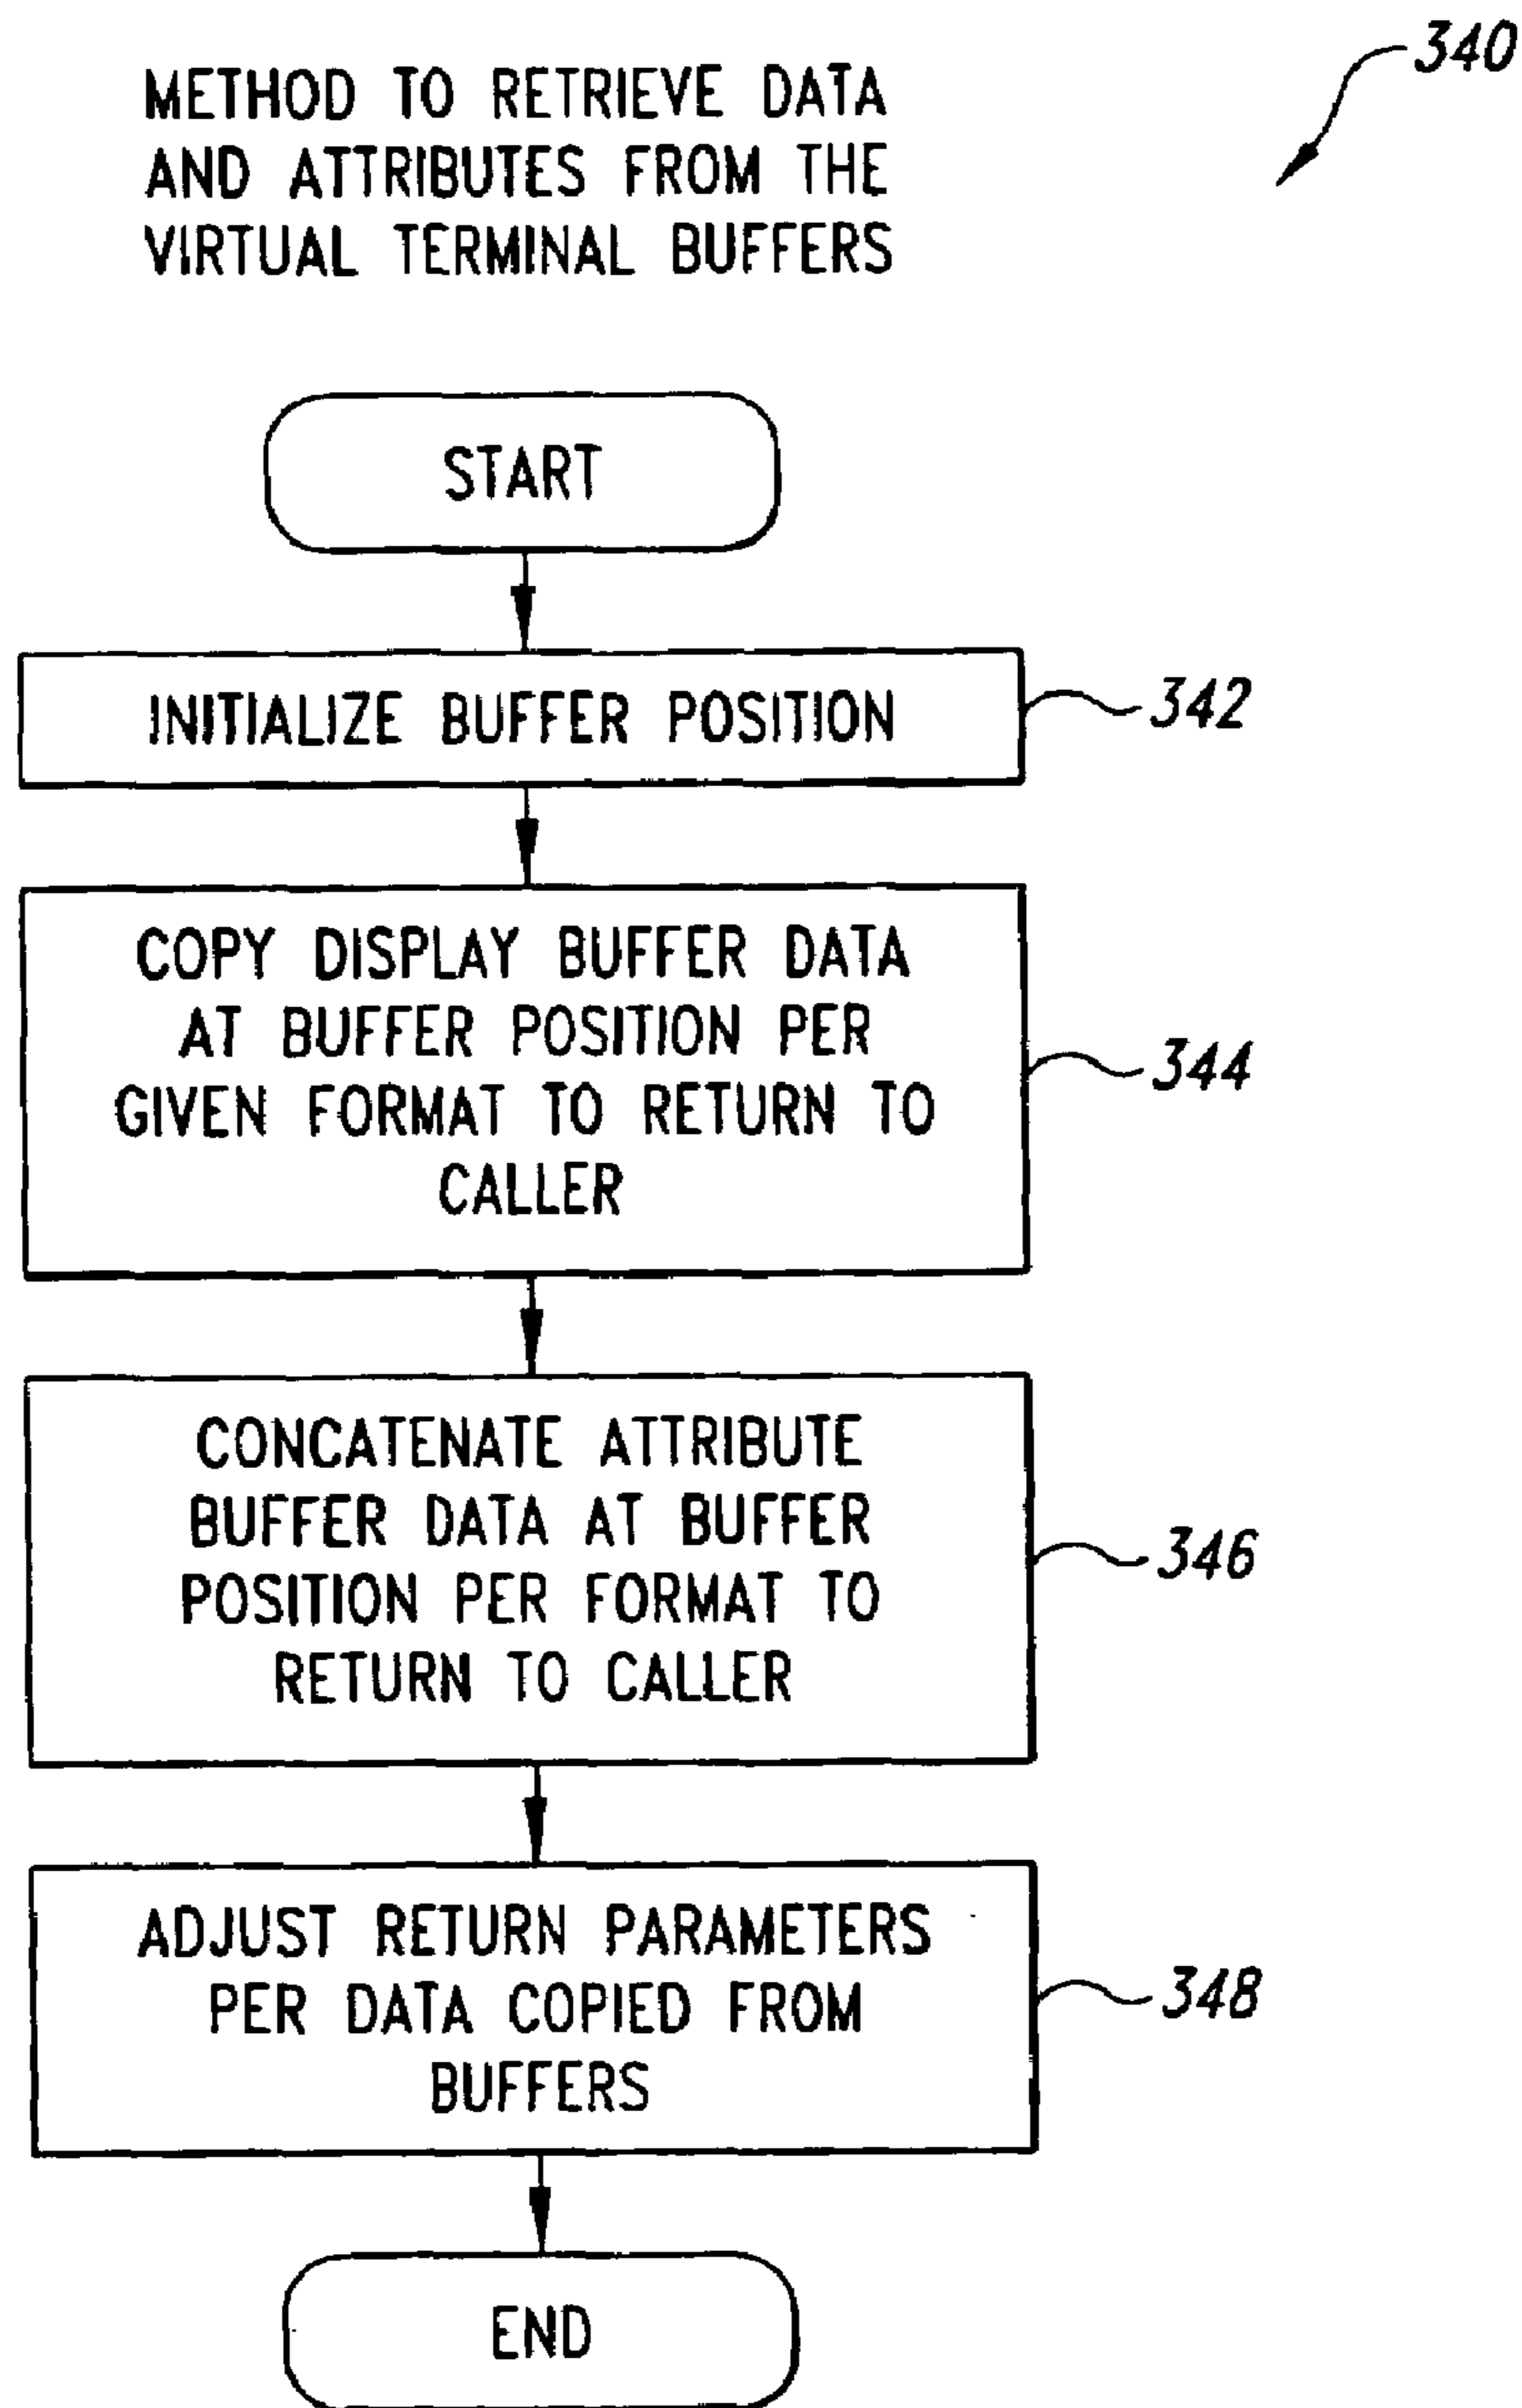 340
METHOD TO RETRIEVE DATA
AND ATTRIBUTES FROM THE
VIRTUAL TERMINAL BUFFERS
START
INITIALIZE BUFFER POSITION
342
COPY DISPLAY BUFFER DATA
AT BUFFER POSITION PER
GIVEN FORMAT TO RETURN TO
CALLER
344
CONCATENATE ATTRIBUTE
BUFFER DATA AT BUFFER
POSITION PER FORMAT TO
RETURN TO CALLER
346
ADJUST RETURN PARAMETERS
PER DATA COPIED FROM
BUFFERS
348
END